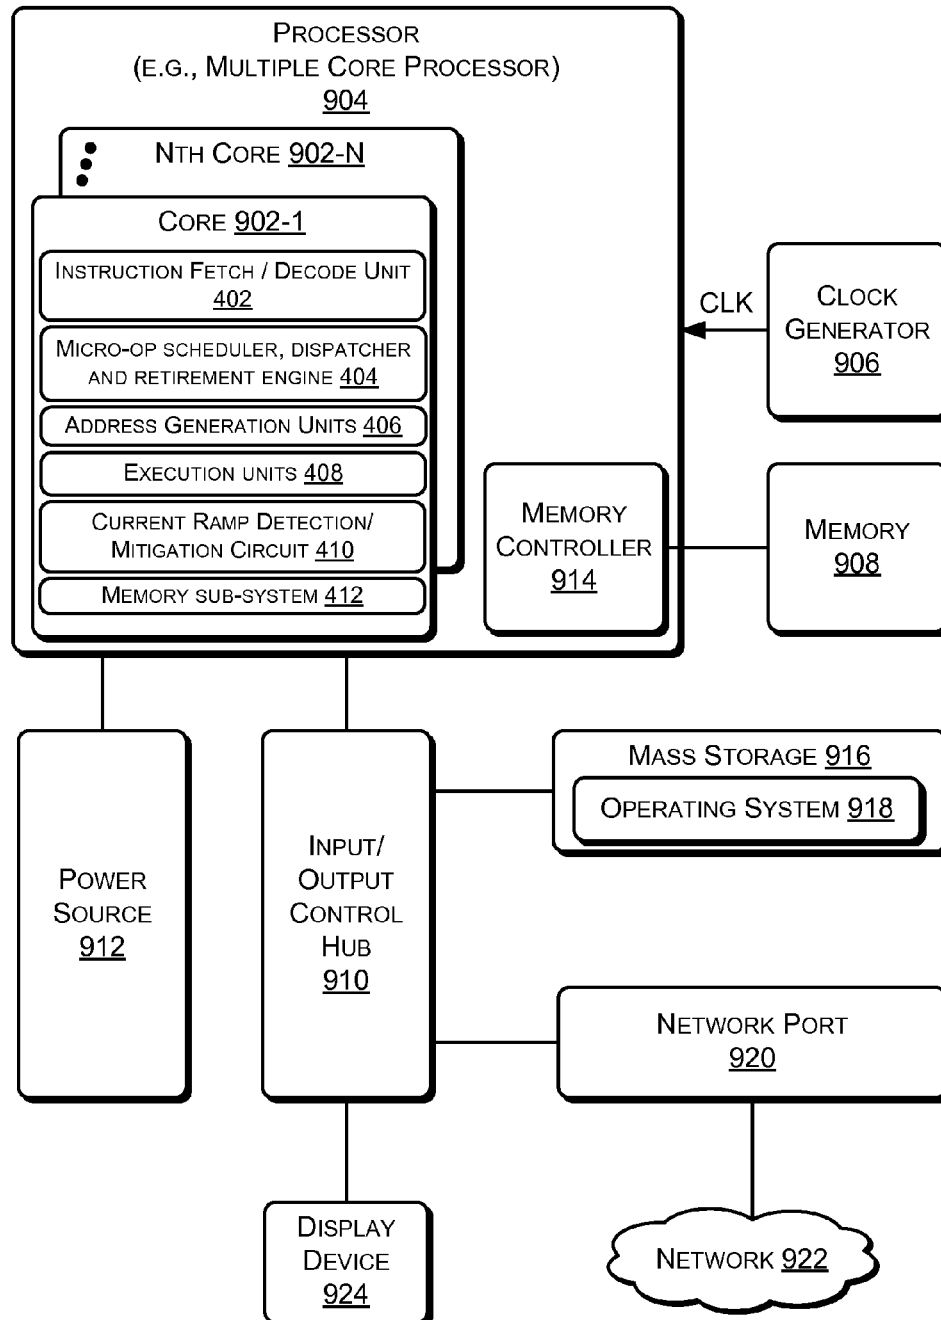 PROCESSOR
(E.G., MULTIPLE CORE PROCESSOR)
904
NTH CORE 902-N
CORE 902-1
INSTRUCTION FETCH / DECODE UNIT
402
MICRO-OP SCHEDULER, DISPATCHER
AND RETIREMENT ENGINE 404
ADDRESS GENERATION UNITS 406
EXECUTION UNITS 408
CURRENT RAMP DETECTION/
MITIGATION CIRCUIT 410
MEMORY SUB-SYSTEM 412
MEMORY
CONTROLLER
914
CLK
CLOCK
GENERATOR
906
MEMORY
908
POWER
SOURCE
912
INPUT/
OUTPUT
CONTROL
HUB
910
MASS STORAGE 916
OPERATING SYSTEM 918
NETWORK PORT
920
DISPLAY
DEVICE
924
NETWORK 922